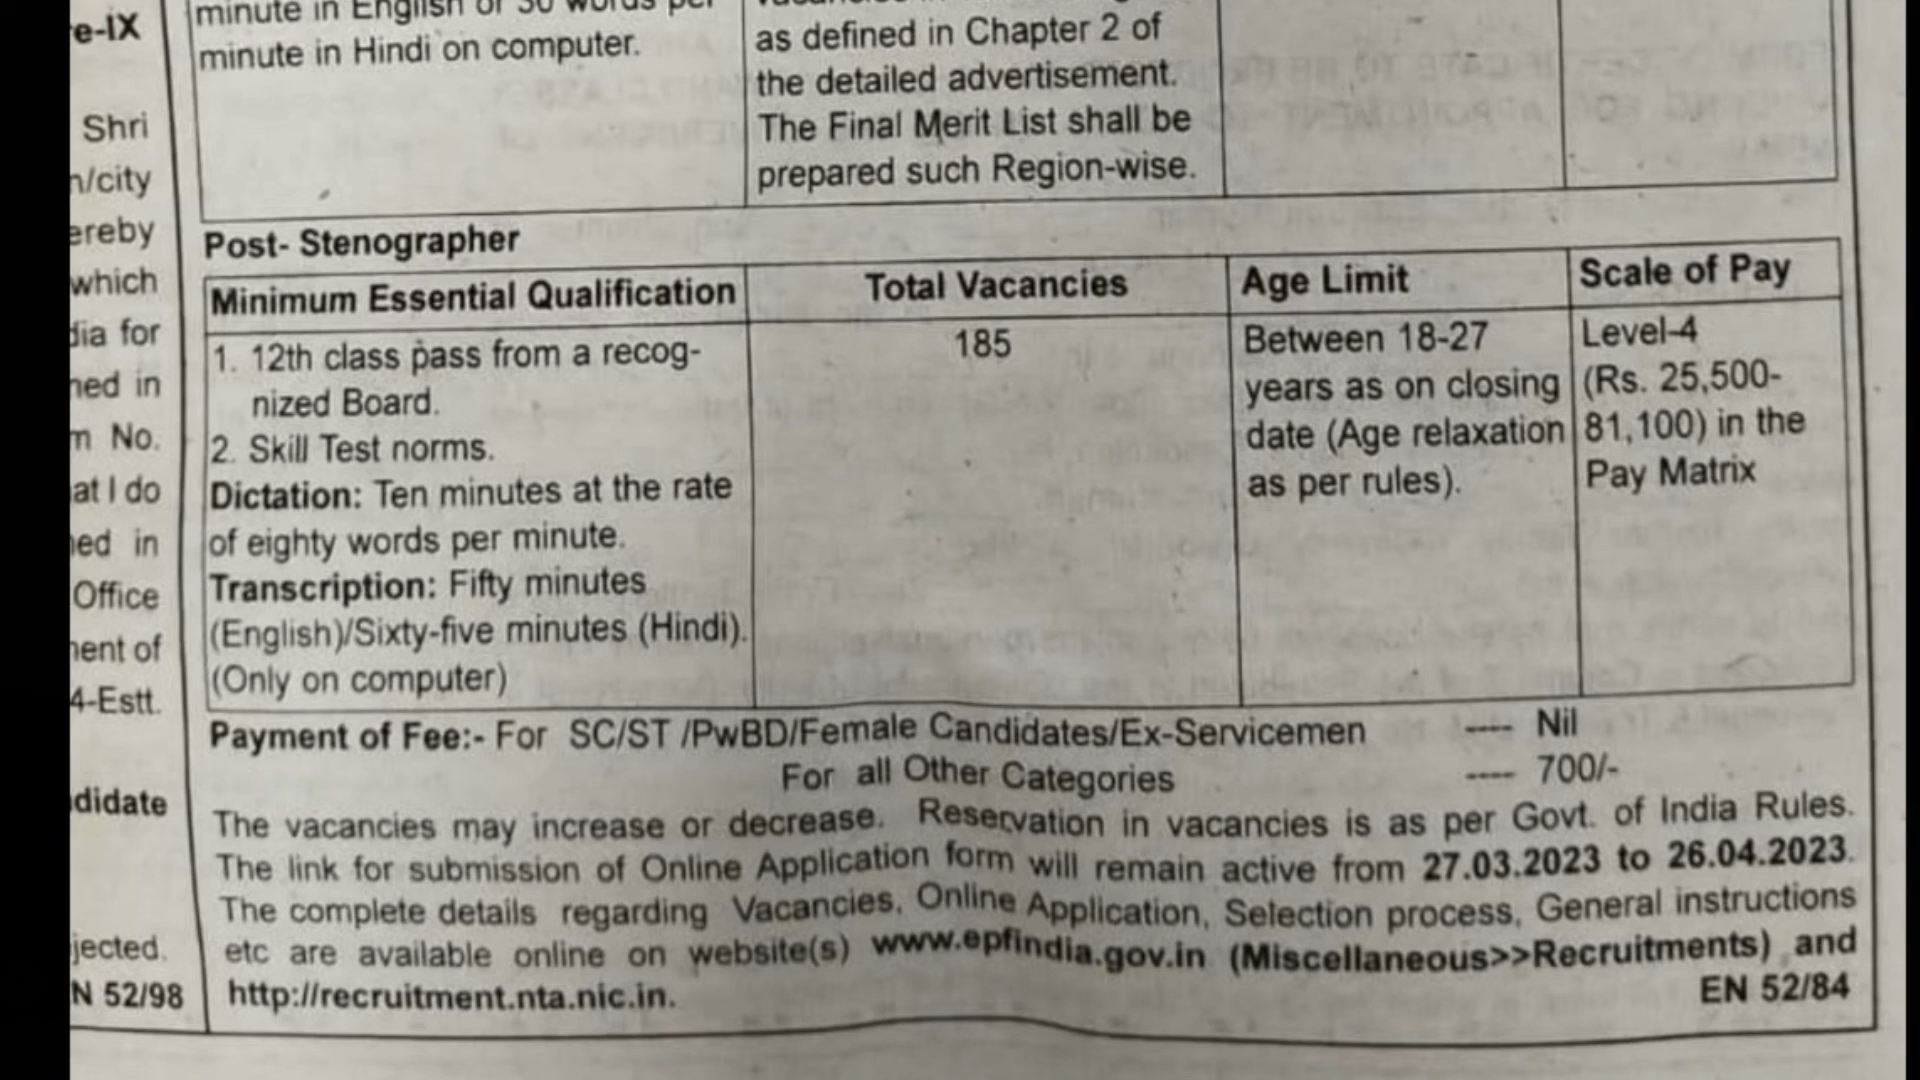 e-IX
Shri
n/city
ereby
which
dia for
ned in
m No.
at I do
ned in
Office
nent of
4-Estt.
didate
jected.
N 52/98
minute in English or 30 words per
minute in Hindi on computer.
as defined in Chapter 2 of
the detailed advertisement.
The Final Merit List shall be
prepared such Region-wise.
Post- Stenographer
Minimum Essential Qualification
Total Vacancies
Age Limit
Scale of Pay
1. 12th class pass from a recog-
nized Board.
2. Skill Test norms.
Dictation: Ten minutes at the rate
of eighty words per minute.
Transcription: Fifty minutes
(English)/Sixty-five minutes (Hindi).
(Only on computer)
185
Between 18-27
years as on closing
date (Age relaxation
as per rules).
Level-4
(Rs. 25,500-
81,100) in the
Pay Matrix
Payment of Fee:- For SC/ST /PwBD/Female Candidates/Ex-Servicemen ---- Nil
For all Other Categories ---- 700/-
The vacancies may increase or decrease. Reservation in vacancies is as per Govt. of India Rules.
The link for submission of Online Application form will remain active from 27.03.2023 to 26.04.2023.
The complete details regarding Vacancies, Online Application, Selection process, General instructions
etc are available online on website(s) www.epfindia.gov.in (Miscellaneous>>Recruitments) and
http://recruitment.nta.nic.in.
EN 52/84